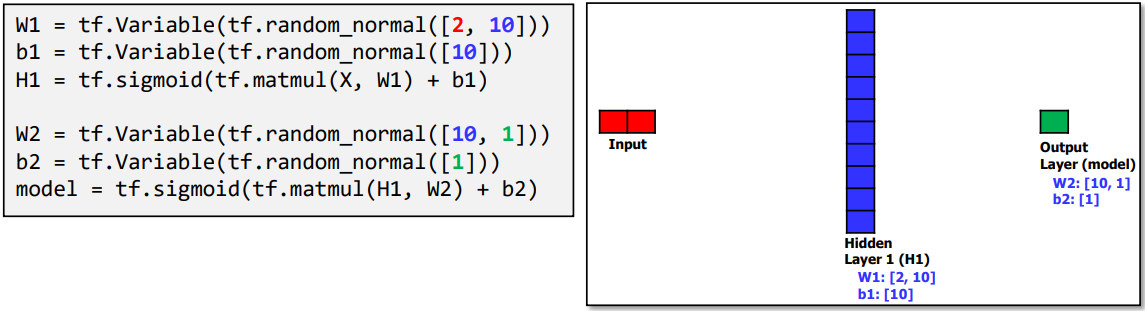 W1 = tf.Variable(tf.random_normal([2, 10]))
b1 = tf.Variable(tf.random_normal([10]))
H1 = tf.sigmoid(tf.matmul(X, W1) + b1)
W2 = tf.Variable(tf.random_normal([10, 1]))
b2 = tf.Variable(tf.random_normal([1]))
model = tf.sigmoid(tf.matmul(H1, W2) + b2)
Input
Hidden
Layer 1 (H1)
W1: [2, 10]
b1: [10]
Output
Layer (model)
W2: [10, 1]
b2: [1]